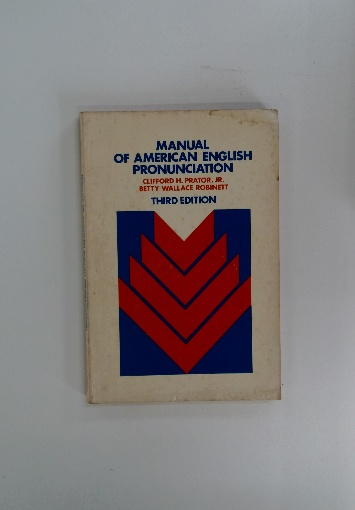 MANUAL
OF AMERICAN ENGLISH
PRONUNCIATION
CLIFFORD H. PRATOR, JR.
BETTY WALLACE ROBINETT
THIRD EDITION